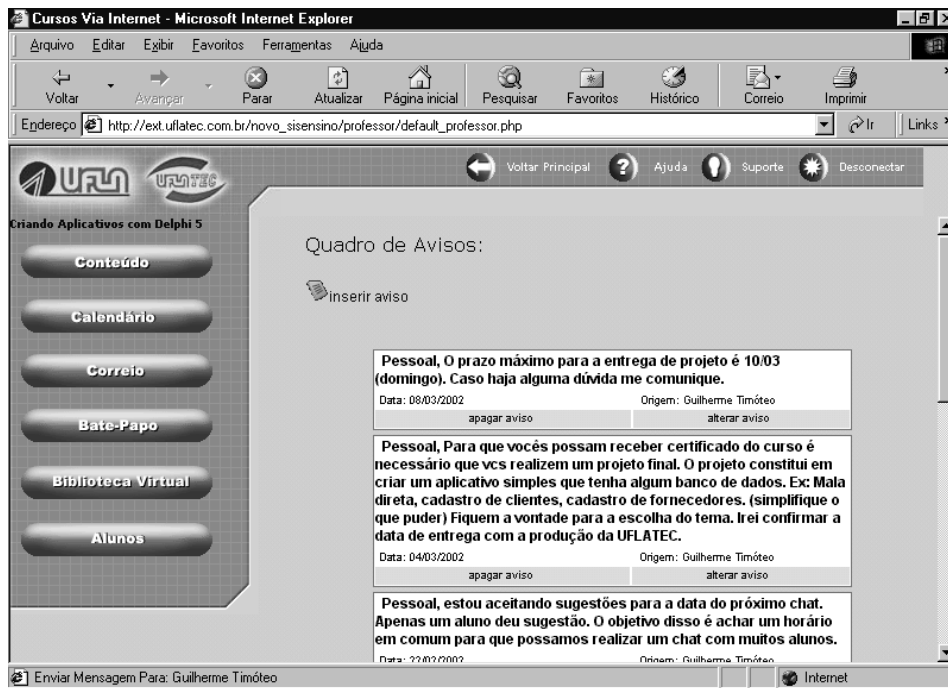 Cursos Via Internet - Microsoft Internet Explorer
Arquivo Editar Exibir Favoritos Ferramentas Ajuda
Voltar Avançar Parar Atualizar Página inicial Pesquisar Favoritos Histórico Correio Imprimir
Endereço http://ext.uflatec.com.br/novo_sisensino/professor/default_professor.php Ir Links
UFLA UFLATEC Voltar Principal Ajuda Suporte Desconectar
Criando Aplicativos com Delphi 5
Conteúdo
Calendário
Correio
Bate-Papo
Biblioteca Virtual
Alunos
Quadro de Avisos:
inserir aviso
Pessoal, O prazo máximo para a entrega de projeto é 10/03
(domingo). Caso haja alguma dúvida me comunique.
Data: 08/03/2002 Origem: Guilherme Timóteo
apagar aviso alterar aviso
Pessoal, Para que vocês possam receber certificado do curso é
necessário que vcs realizem um projeto final. O projeto constitui em
criar um aplicativo simples que tenha algum banco de dados. Ex: Mala
direta, cadastro de clientes, cadastro de fornecedores. (simplifique o
que puder) Fiquem a vontade para a escolha do tema. Irei confirmar a
data de entrega com a produção da UFLATEC.
Data: 04/03/2002 Origem: Guilherme Timóteo
apagar aviso alterar aviso
Pessoal, estou aceitando sugestões para a data do próximo chat.
Apenas um aluno deu sugestão. O objetivo disso é achar um horário
em comum para que possamos realizar um chat com muitos alunos.
Data: 22/02/2002 Origem: Guilherme Timóteo
Enviar Mensagem Para: Guilherme Timóteo Internet